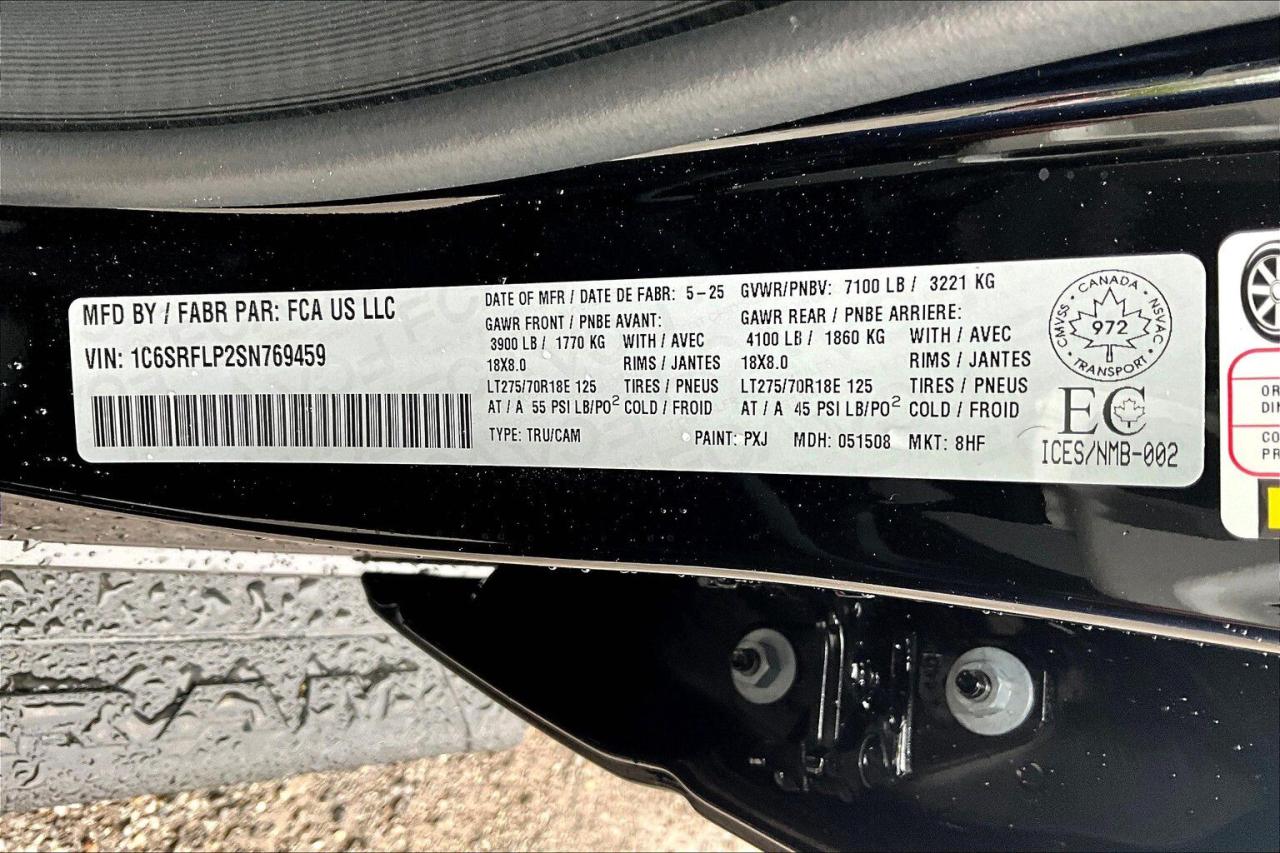 MFD BY / FABR PAR: FCA US LLC
VIN: 1C6SRFLP2SN769459
DATE OF MFR / DATE DE FABR: 5-25 GVWR/PNBV: 7100 LB / 3221 KG
GAWR FRONT / PNBE AVANT: GAWR REAR / PNBE ARRIERE:
3900 LB / 1770 KG WITH / AVEC 4100 LB / 1860 KG WITH / AVEC
18X8.0 RIMS / JANTES 18X8.0 RIMS / JANTES
LT275/70R18E 125 TIRES / PNEUS LT275/70R18E 125 TIRES / PNEUS
AT / A 55 PSI LB/PO² COLD / FROID AT / A 45 PSI LB/PO² COLD / FROID
TYPE: TRU/CAM PAINT: PXJ MDH: 051508 MKT: 8HF
CMVSS • CANADA • NSVAC • TRANSPORT •
972
EC
ICES/NMB-002